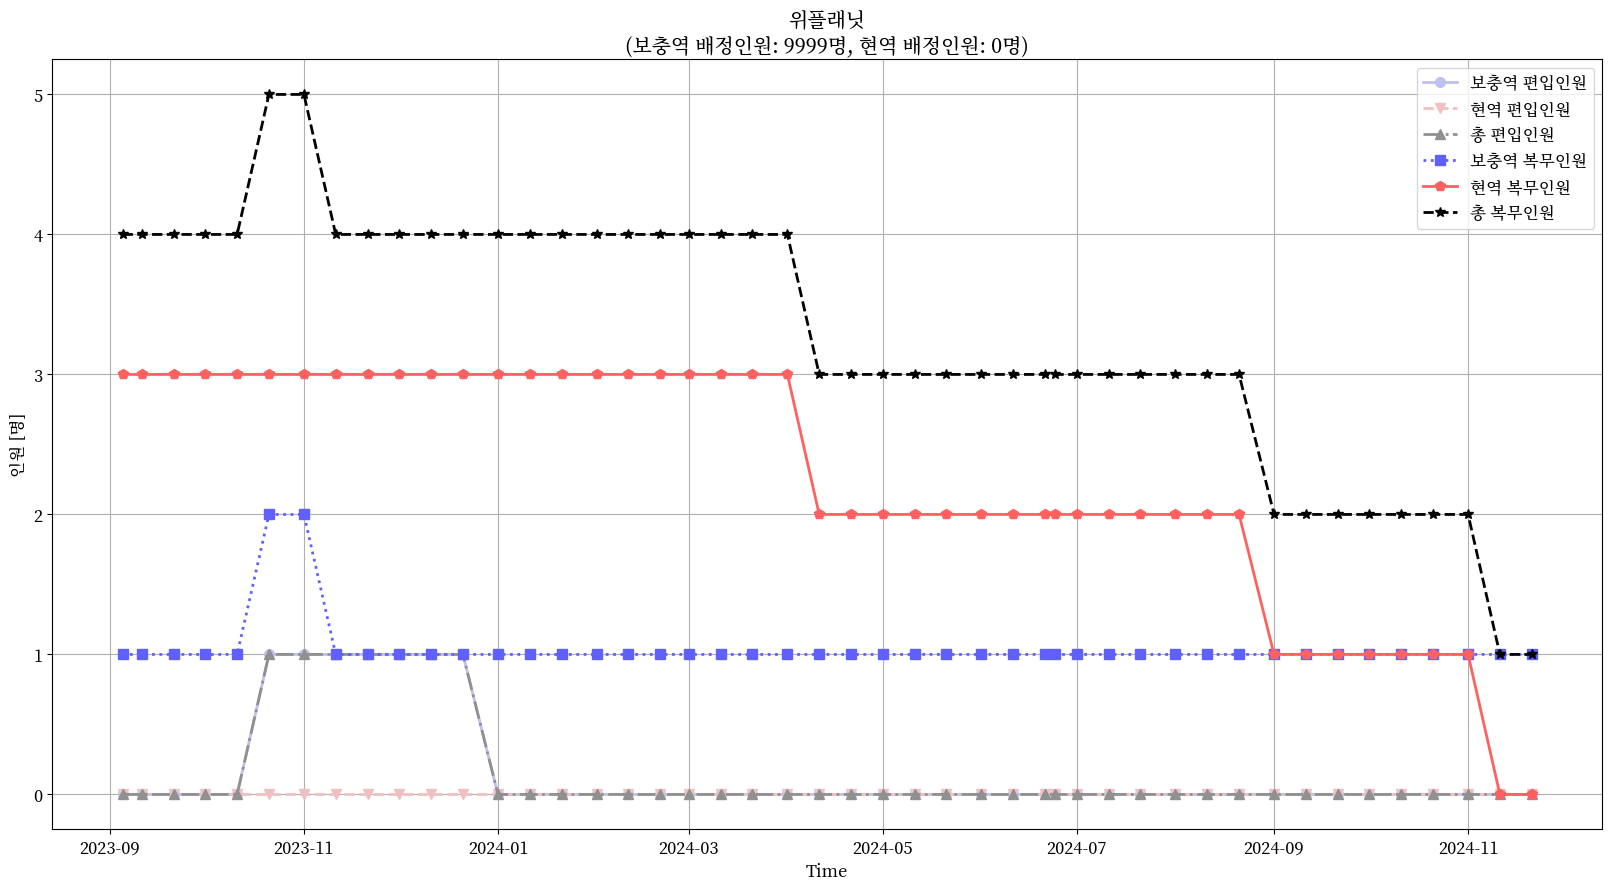 위플래닛
(보충역 배정인원: 9999명, 현역 배정인원: 0명)
보충역 편입인원
현역 편입인원
총 편입인원
보충역 복무인원
현역 복무인원
총 복무인원
인원 [명]
5
4
3
2
1
0
2023-09 2023-11 2024-01 2024-03 2024-05 2024-07 2024-09 2024-11
Time